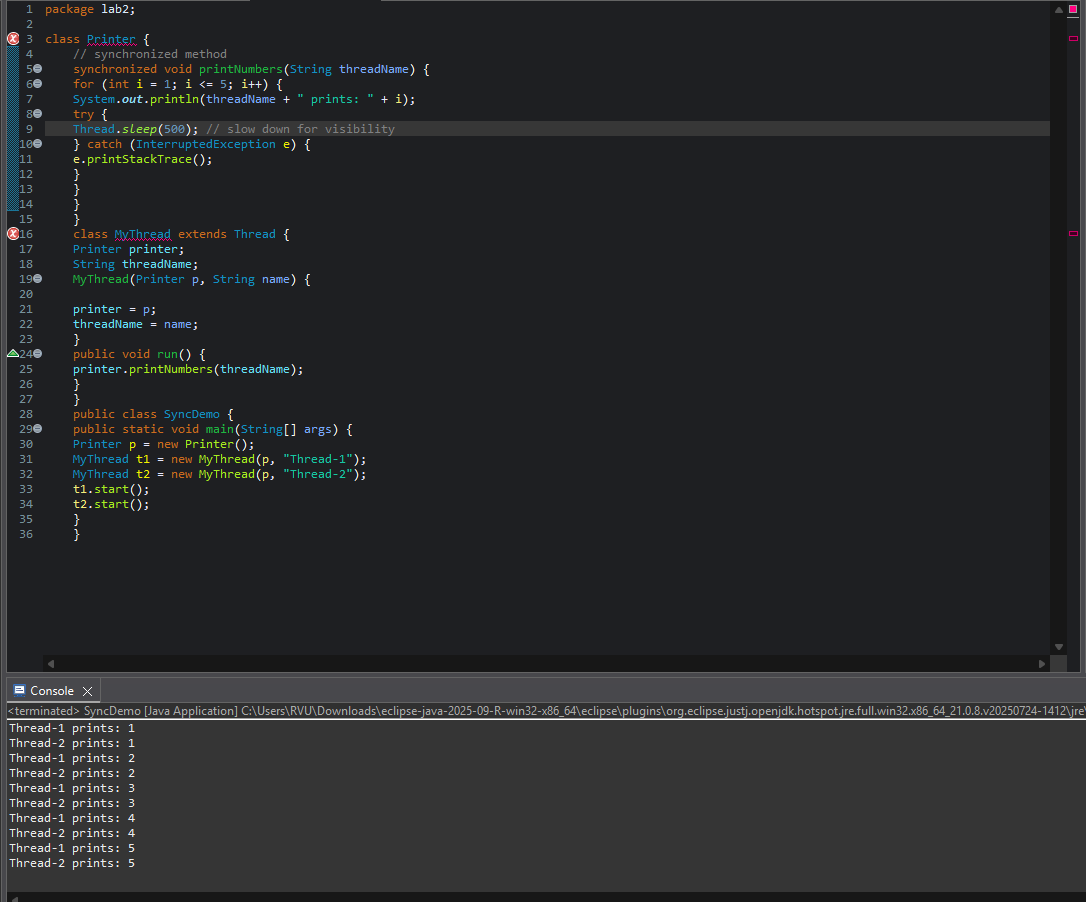 1 package lab2;
2
3 class Printer {
4 // synchronized method
5 synchronized void printNumbers(String threadName) {
6 for (int i = 1; i <= 5; i++) {
7 System.out.println(threadName + " prints: " + i);
8 try {
9 Thread.sleep(500); // slow down for visibility
10 } catch (InterruptedException e) {
11 e.printStackTrace();
12 }
13 }
14 }
15 }
16 class MyThread extends Thread {
17 Printer printer;
18 String threadName;
19 MyThread(Printer p, String name) {
20
21 printer = p;
22 threadName = name;
23 }
24 public void run() {
25 printer.printNumbers(threadName);
26 }
27 }
28 public class SyncDemo {
29 public static void main(String[] args) {
30 Printer p = new Printer();
31 MyThread t1 = new MyThread(p, "Thread-1");
32 MyThread t2 = new MyThread(p, "Thread-2");
33 t1.start();
34 t2.start();
35 }
36 }
Console
<terminated> SyncDemo [Java Application] C:\Users\RVU\Downloads\eclipse-java-2025-09-R-win32-x86_64\eclipse\plugins\org.eclipse.justj.openjdk.hotspot.jre.full.win32.x86_64_21.0.8.v20250724-1412\jre\
Thread-1 prints: 1
Thread-2 prints: 1
Thread-1 prints: 2
Thread-2 prints: 2
Thread-1 prints: 3
Thread-2 prints: 3
Thread-1 prints: 4
Thread-2 prints: 4
Thread-1 prints: 5
Thread-2 prints: 5